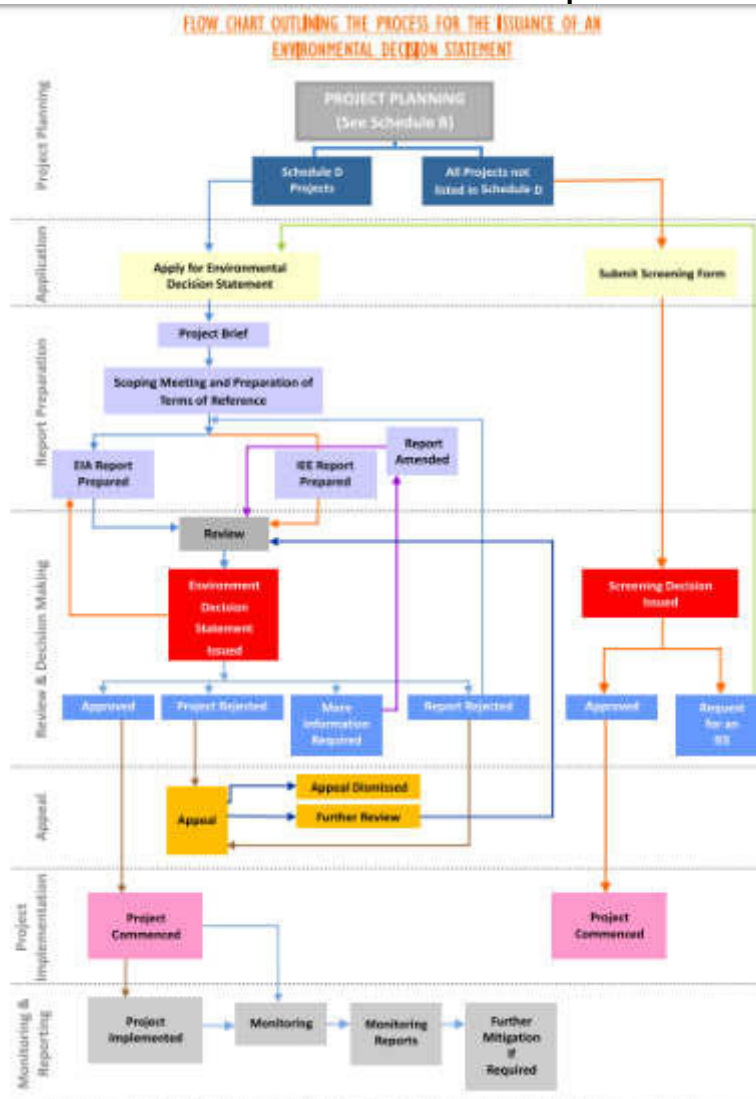 FLOW CHART OUTLINING THE PROCESS FOR THE ISSUANCE OF AN
ENVIRONMENTAL DECISION STATEMENT
Project Planning
PROJECT PLANNING
(See Schedule B)
Schedule D
Projects
All Projects not
listed in Schedule D
Application
Apply for Environmental
Decision Statement
Submit Screening Form
Report Preparation
Project Brief
Scoping Meeting and Preparation of
Terms of Reference
EIA Report
Prepared
IEE Report
Prepared
Report
Amended
Review & Decision Making
Review
Environment
Decision
Statement
Issued
Screening Decision
Issued
Approved
Project Rejected
More
Information
Required
Report Rejected
Approved
Request
for an
Appeal
Appeal
Appeal Dismissed
Further Review
Project
Implementation
Project
Commenced
Project
Commenced
Monitoring &
Reporting
Project
Implemented
Monitoring
Monitoring
Reports
Further
Mitigation
If
Required